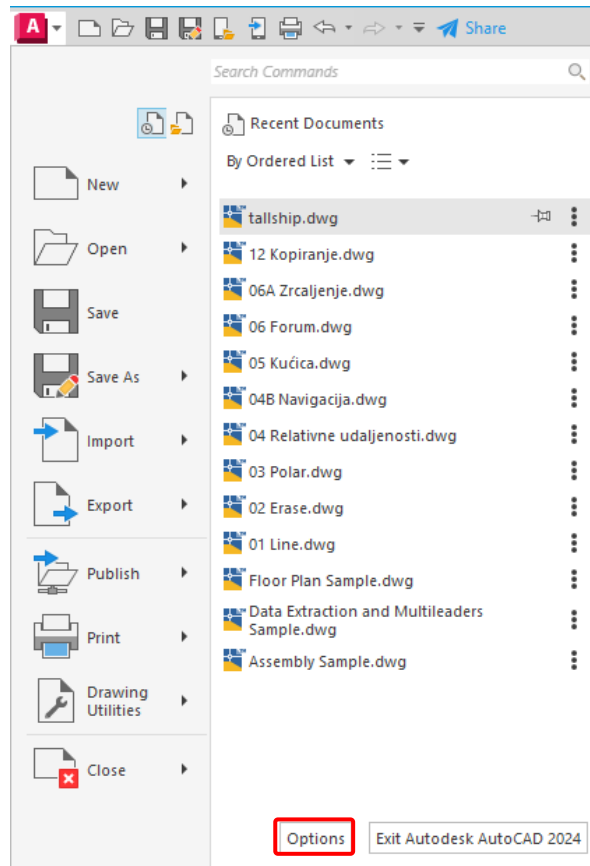 A
Share
Search Commands
Recent Documents
By Ordered List
New
Open
Save
Save As
Import
Export
Publish
Print
Drawing
Utilities
Close
tallship.dwg
12 Kopiranje.dwg
06A Zrcaljenje.dwg
06 Forum.dwg
05 Kućica.dwg
04B Navigacija.dwg
04 Relativne udaljenosti.dwg
03 Polar.dwg
02 Erase.dwg
01 Line.dwg
Floor Plan Sample.dwg
Data Extraction and Multileaders
Sample.dwg
Assembly Sample.dwg
Options
Exit Autodesk AutoCAD 2024